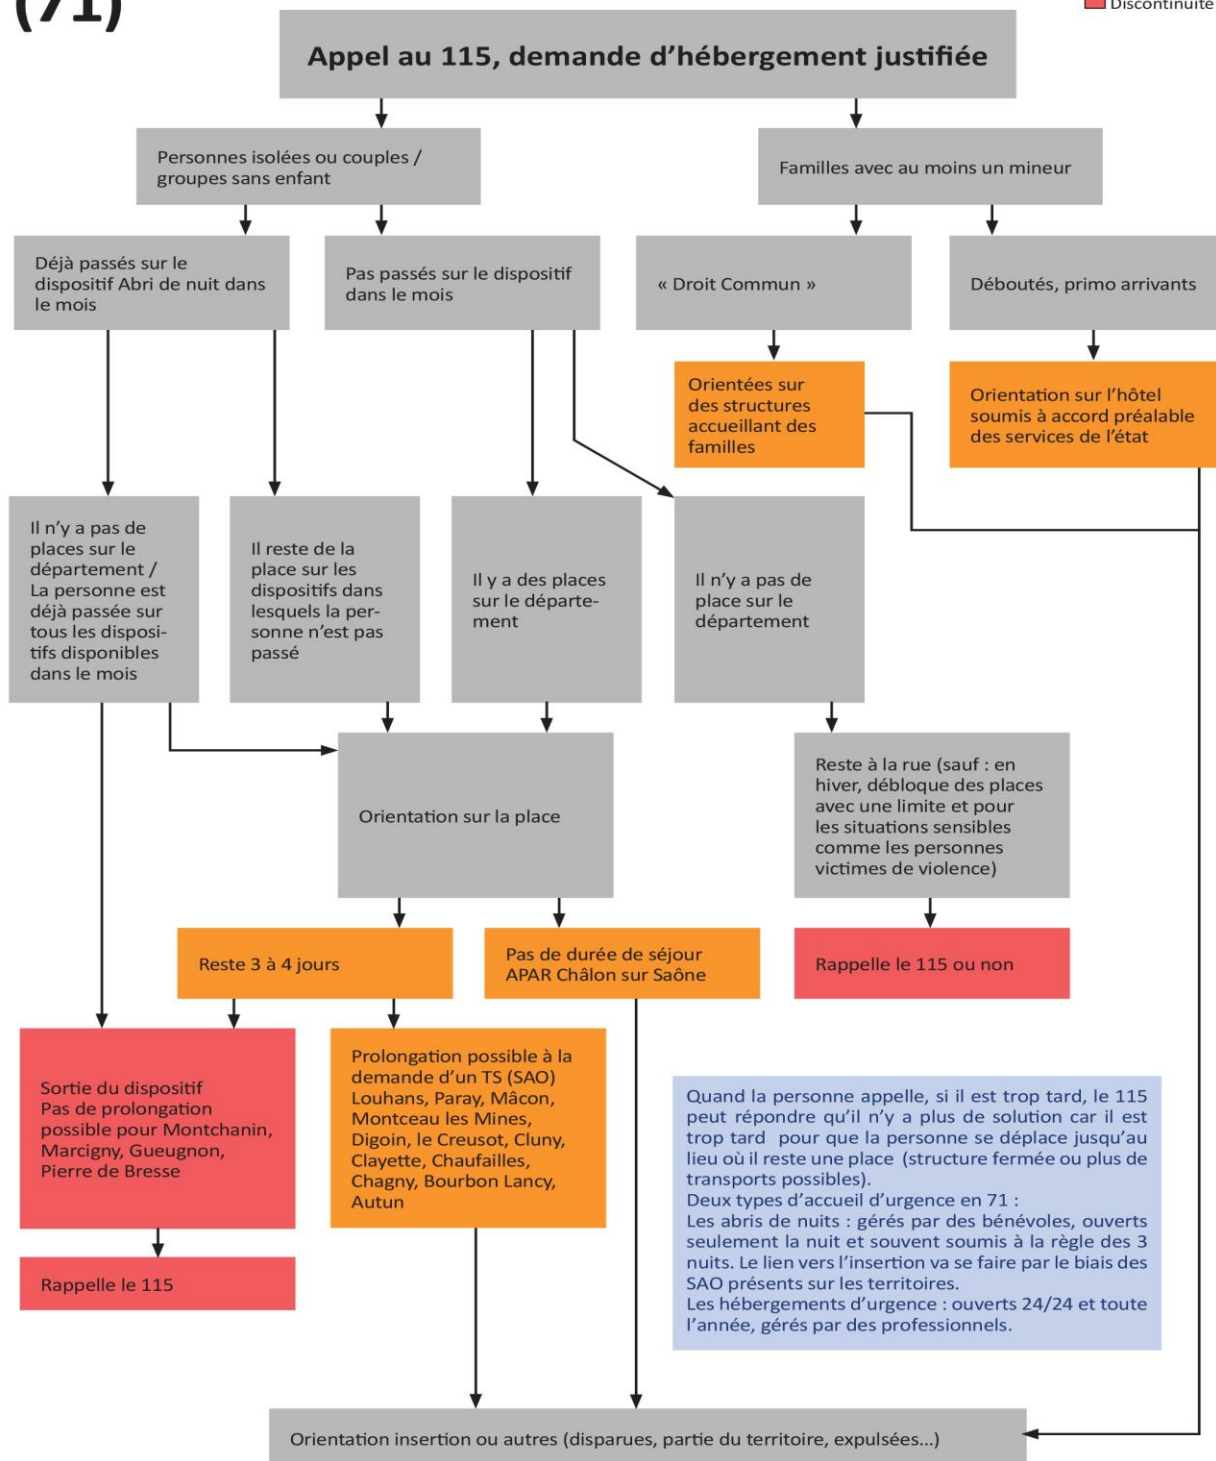 (71)
Discontinuité
Appel au 115, demande d’hébergement justifiée
Personnes isolées ou couples /
groupes sans enfant
Familles avec au moins un mineur
Déjà passés sur le
dispositif Abri de nuit dans
le mois
Pas passés sur le dispositif
dans le mois
« Droit Commun »
Déboutés, primo arrivants
Orientées sur
des structures
accueillant des
familles
Orientation sur l’hôtel
soumis à accord préalable
des services de l’état
Il n’y a pas de
places sur le
département /
La personne est
déjà passée sur
tous les disposi-
tifs disponibles
dans le mois
Il reste de la
place sur les
dispositifs dans
lesquels la per-
sonne n’est pas
passé
Il y a des places
sur le départe-
ment
Il n’y a pas de
place sur le
département
Orientation sur la place
Reste à la rue (sauf : en
hiver, débloque des places
avec une limite et pour
les situations sensibles
comme les personnes
victimes de violence)
Reste 3 à 4 jours
Pas de durée de séjour
APAR Châlon sur Saône
Rappelle le 115 ou non
Sortie du dispositif
Pas de prolongation
possible pour Montchanin,
Marcigny, Gueugnon,
Pierre de Bresse
Prolongation possible à la
demande d’un TS (SAO)
Louhans, Paray, Mâcon,
Montceau les Mines,
Digoin, le Creusot, Cluny,
Clayette, Chaufailles,
Chagny, Bourbon Lancy,
Autun
Quand la personne appelle, si il est trop tard, le 115
peut répondre qu’il n’y a plus de solution car il est
trop tard pour que la personne se déplace jusqu’au
lieu où il reste une place (structure fermée ou plus de
transports possibles).
Deux types d’accueil d’urgence en 71 :
Les abris de nuits : gérés par des bénévoles, ouverts
seulement la nuit et souvent soumis à la règle des 3
nuits. Le lien vers l’insertion va se faire par le biais des
SAO présents sur les territoires.
Les hébergements d’urgence : ouverts 24/24 et toute
l’année, gérés par des professionnels.
Rappelle le 115
Orientation insertion ou autres (disparues, partie du territoire, expulsées...)